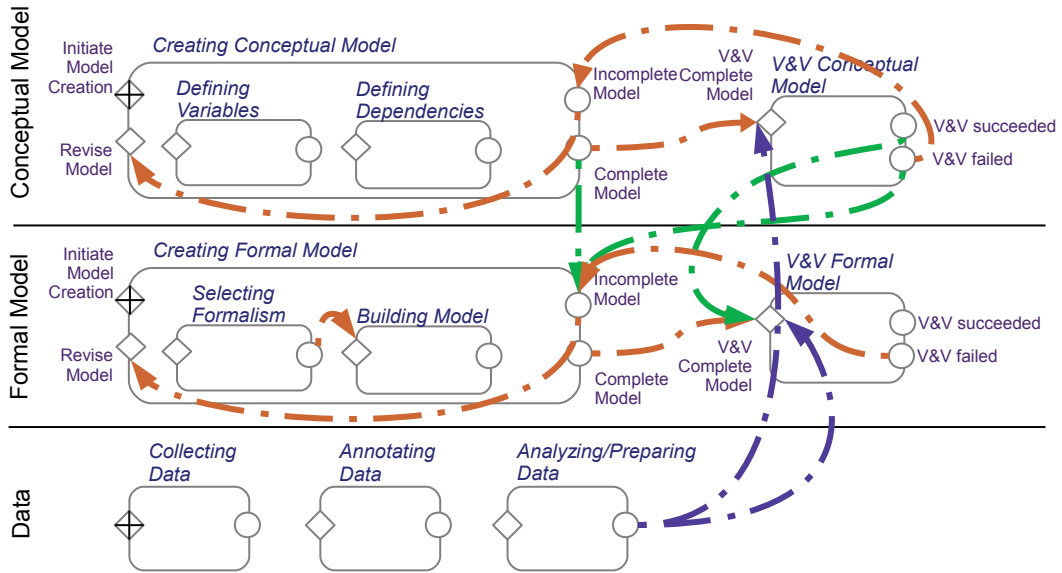 Conceptual Model
Initiate
Model
Creation
Creating Conceptual Model
Defining
Variables
Defining
Dependencies
Revise
Model
Incomplete
Model
Complete
Model
V&V
Complete
Model
V&V Conceptual
Model
V&V succeeded
V&V failed
Formal Model
Initiate
Model
Creation
Creating Formal Model
Selecting
Formalism
Building Model
Revise
Model
Incomplete
Model
Complete
Model
V&V
Complete
Model
V&V Formal
Model
V&V succeeded
V&V failed
Data
Collecting
Data
Annotating
Data
Analyzing/Preparing
Data